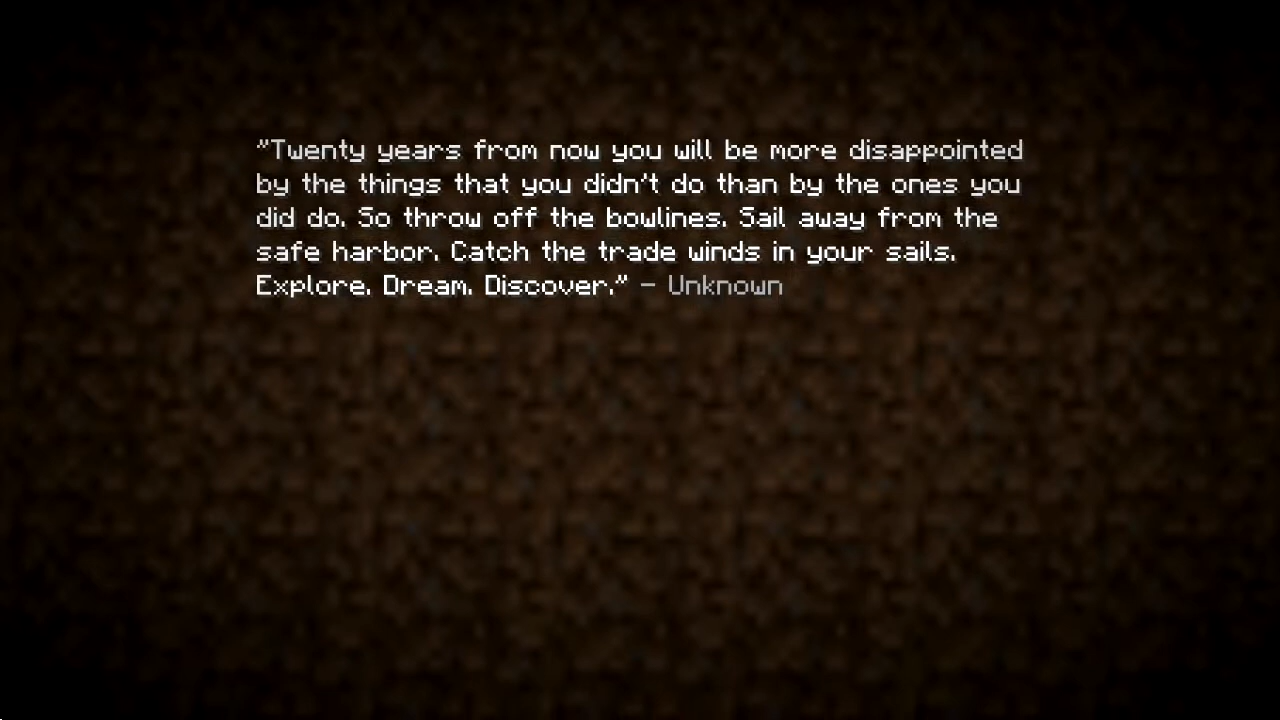 "Twenty years from now you will be more disappointed
by the things that you didn't do than by the ones you
did do. So throw off the bowlines. Sail away from the
safe harbor. Catch the trade winds in your sails.
Explore. Dream. Discover." – Unknown